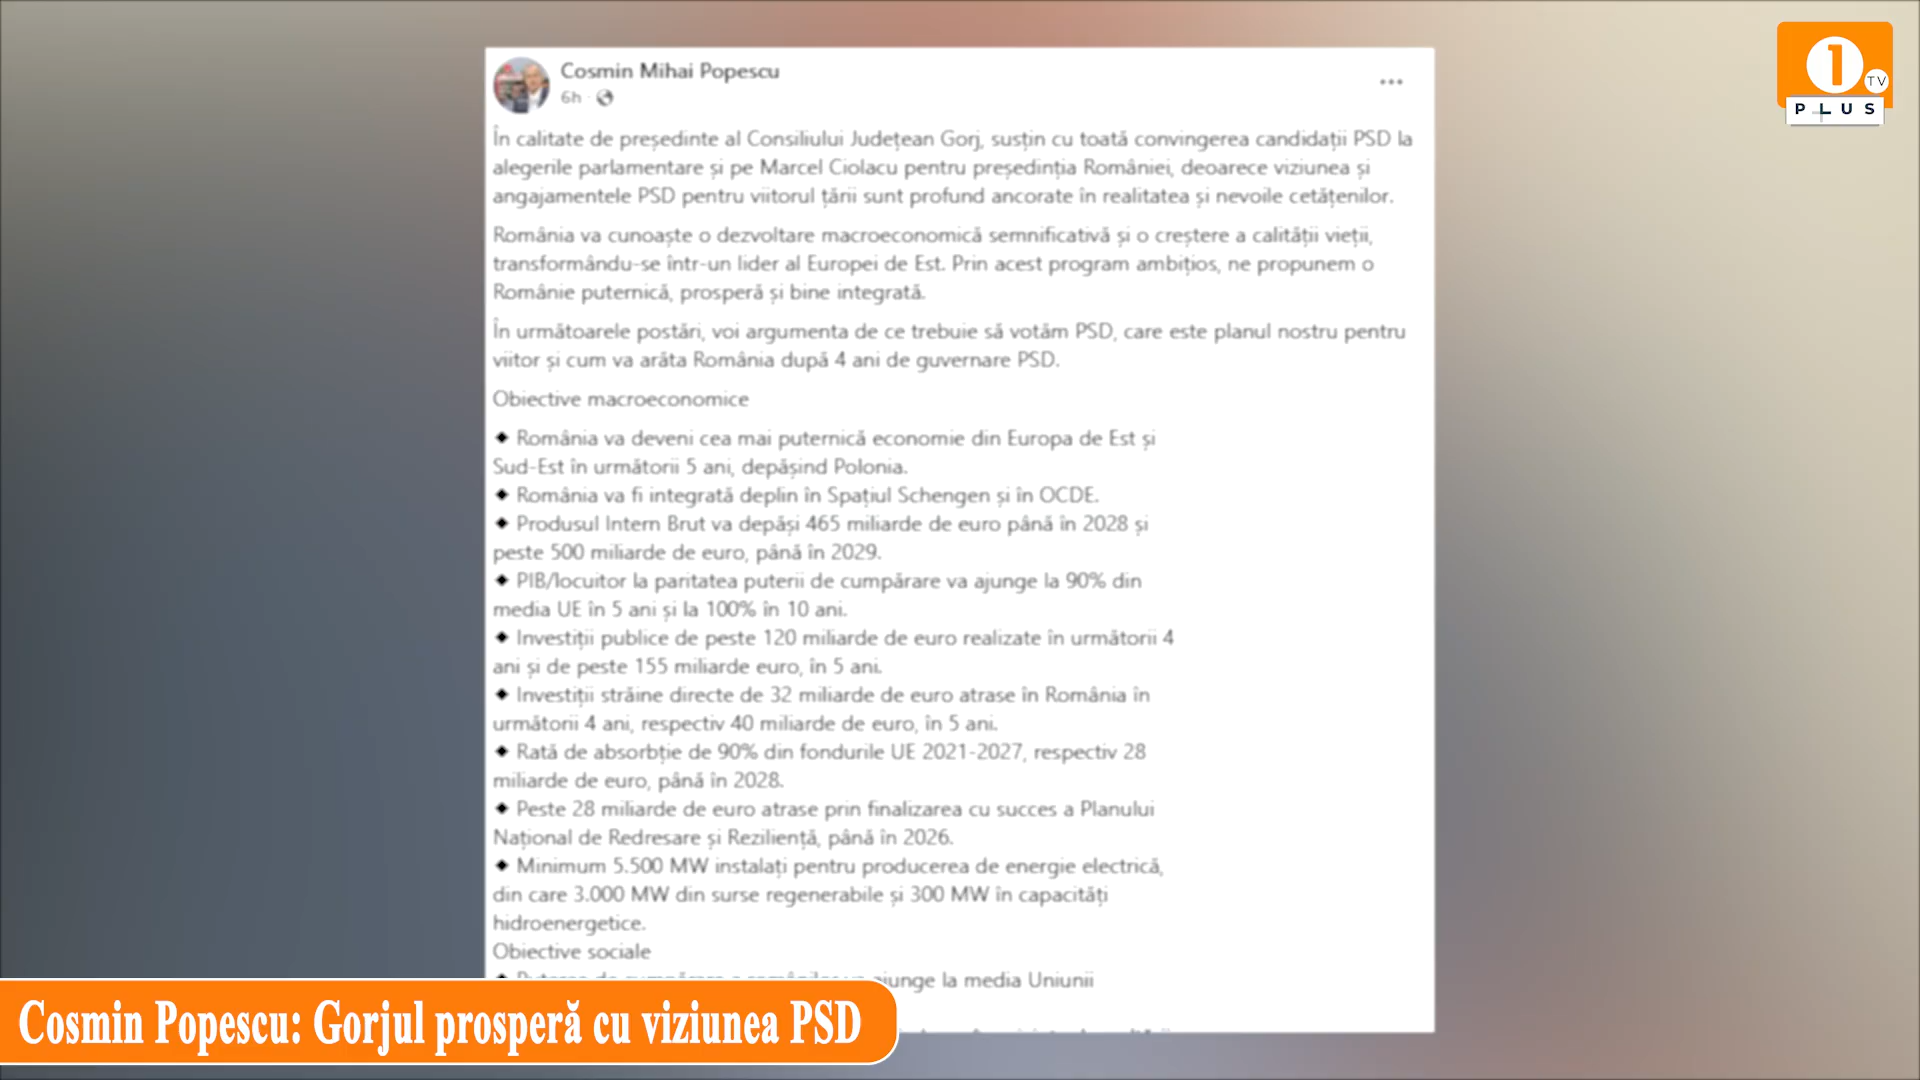 Cosmin Mihai Popescu
6h
În calitate de președinte al Consiliului Județean Gorj, susțin cu toată convingerea candidații PSD la
alegerile parlamentare și pe Marcel Ciolacu pentru președinția României, deoarece viziunea și
angajamentele PSD pentru viitorul țării sunt profund ancorate în realitatea și nevoile cetățenilor.
România va cunoaște o dezvoltare macroeconomică semnificativă și o creștere a calității vieții,
transformându-se într-un lider al Europei de Est. Prin acest program ambițios, ne propunem o
Românie puternică, prosperă și bine integrată.
În următoarele postări, voi argumenta de ce trebuie să votăm PSD, care este planul nostru pentru
viitor și cum va arăta România după 4 ani de guvernare PSD.
Obiective macroeconomice
◆ România va deveni cea mai puternică economie din Europa de Est și
Sud-Est în următorii 5 ani, depășind Polonia.
◆ România va fi integrată deplin în Spațiul Schengen și în OCDE.
◆ Produsul Intern Brut va depăși 465 miliarde de euro până în 2028 și
peste 500 miliarde de euro, până în 2029.
◆ PIB/locuitor la paritatea puterii de cumpărare va ajunge la 90% din
media UE în 5 ani și la 100% în 10 ani.
◆ Investiții publice de peste 120 miliarde de euro realizate în următorii 4
ani și de peste 155 miliarde euro, în 5 ani.
◆ Investiții străine directe de 32 miliarde de euro atrase în România în
următorii 4 ani, respectiv 40 miliarde de euro, în 5 ani.
◆ Rată de absorbție de 90% din fondurile UE 2021-2027, respectiv 28
miliarde de euro, până în 2028.
◆ Peste 28 miliarde de euro atrase prin finalizarea cu succes a Planului
Național de Redresare și Reziliență, până în 2026.
◆ Minimum 5.500 MW instalați pentru producerea de energie electrică,
din care 3.000 MW din surse regenerabile și 300 MW în capacități
hidroenergetice.
Obiective sociale
ajunge la media Uniunii
Cosmin Popescu: Gorjul prosperă cu viziunea PSD
1 TV
PLUS